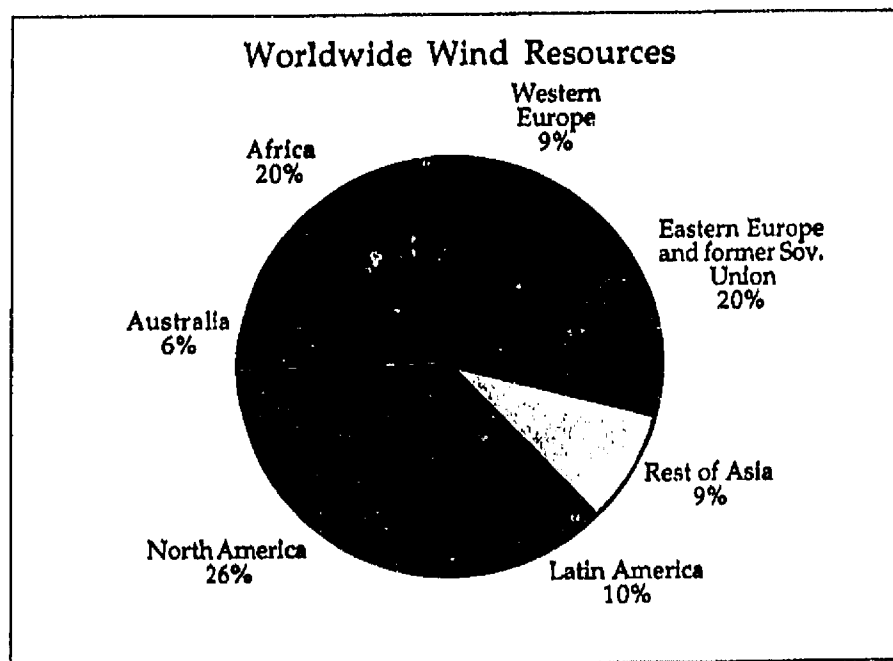 Worldwide Wind Resources
Western
Europe
9%
Africa
20%
Eastern Europe
and former Sov.
Union
20%
Australia
6%
Rest of Asia
9%
North America
26%
Latin America
10%